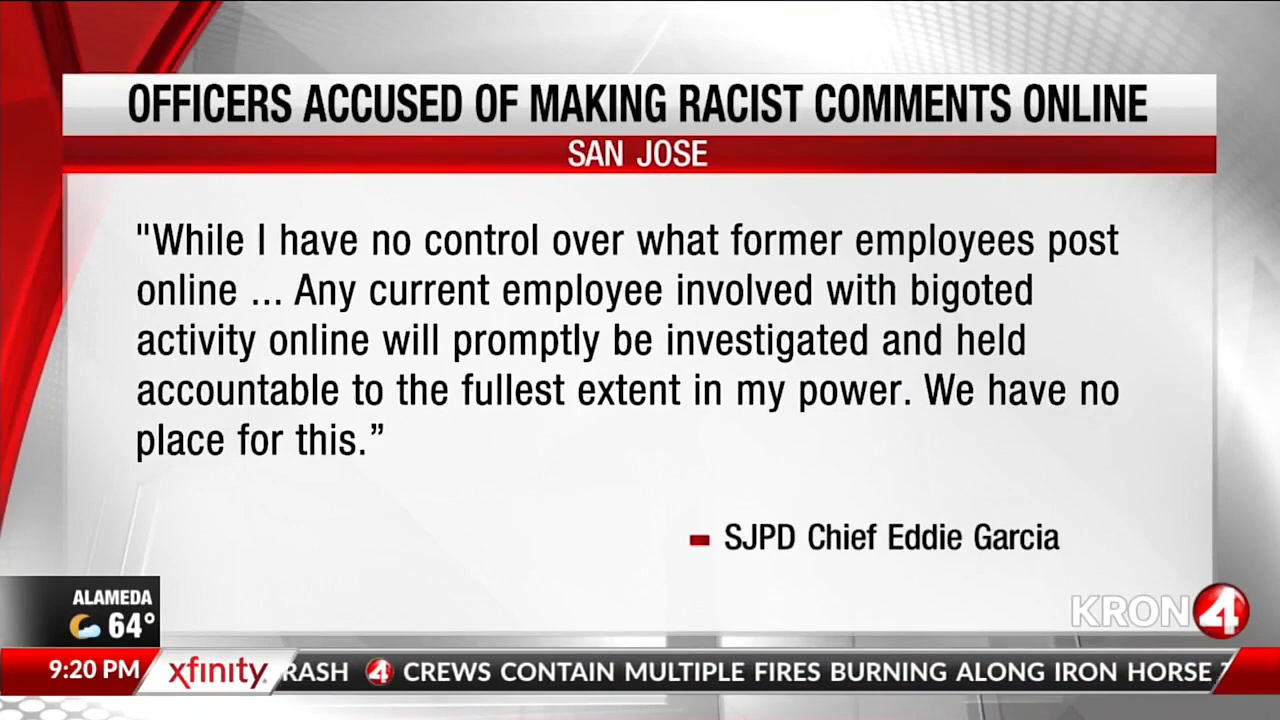 OFFICERS ACCUSED OF MAKING RACIST COMMENTS ONLINE
SAN JOSE
"While I have no control over what former employees post
online ... Any current employee involved with bigoted
activity online will promptly be investigated and held
accountable to the fullest extent in my power. We have no
place for this.”
SJPD Chief Eddie Garcia
ALAMEDA
64°
KRON 4
9:20 PM xfinity RASH 4 CREWS CONTAIN MULTIPLE FIRES BURNING ALONG IRON HORSE